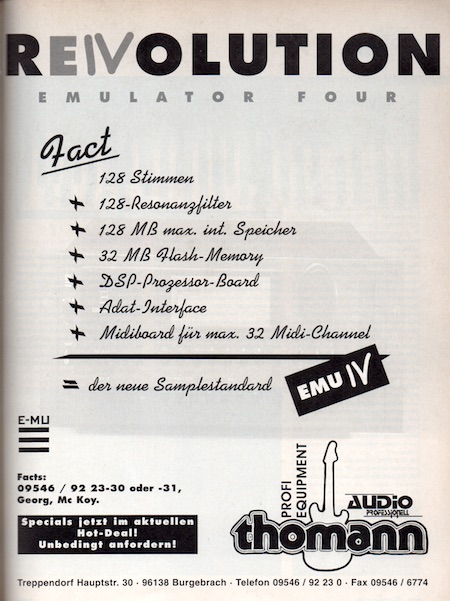 REIVOLUTION
EMULATOR FOUR
Fact
128 Stimmen
+ 128-Resonanzfilter
+ 128 MB max. int. Speicher
+ 32 MB Flash-Memory
+ DSP-Prozessor-Board
+ Adat-Interface
+ Midiboard für max. 32 Midi-Channel
= der neue Samplestandard
EMU IV
E-MU
Facts:
09546 / 92 23-30 oder -31,
Georg, Mc Koy.
Specials jetzt im aktuellen
Hot-Deal!
Unbedingt anfordern!
PROFI
EQUIPMENT
AUDIO
PROFESSIONELL
thomann
Treppendorf Hauptstr. 30 · 96138 Burgebrach · Telefon 09546 / 92 23 0 · Fax 09546 / 6774